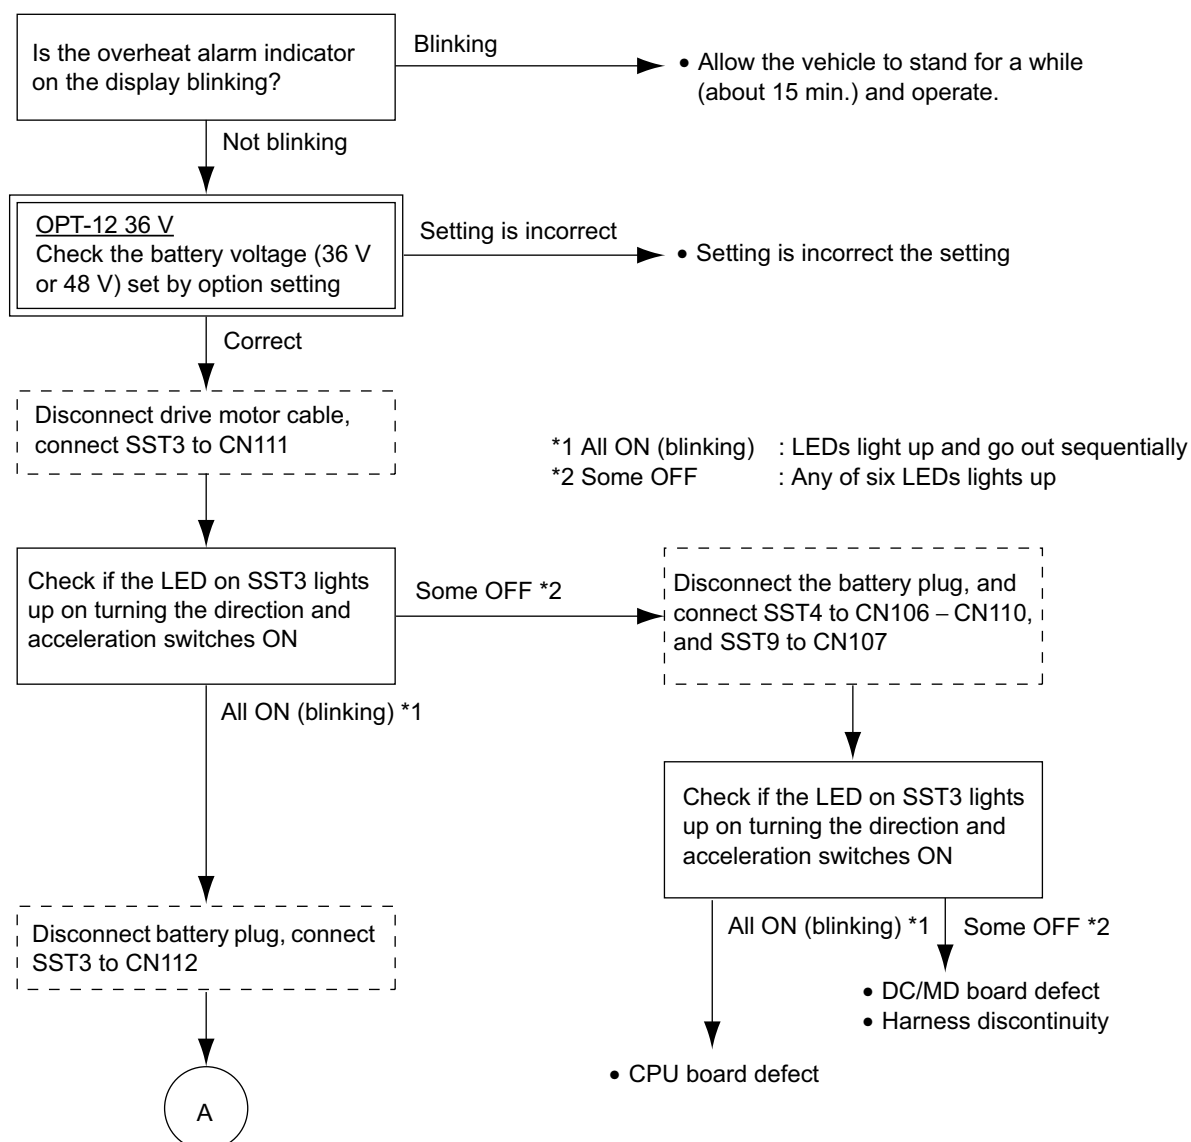 Is the overheat alarm indicator
on the display blinking?
Blinking
• Allow the vehicle to stand for a while
(about 15 min.) and operate.
Not blinking
OPT-12 36 V
Check the battery voltage (36 V
or 48 V) set by option setting
Setting is incorrect
• Setting is incorrect the setting
Correct
Disconnect drive motor cable,
connect SST3 to CN111
*1 All ON (blinking) : LEDs light up and go out sequentially
*2 Some OFF : Any of six LEDs lights up
Check if the LED on SST3 lights
up on turning the direction and
acceleration switches ON
Some OFF *2
Disconnect the battery plug, and
connect SST4 to CN106 – CN110,
and SST9 to CN107
All ON (blinking) *1
Check if the LED on SST3 lights
up on turning the direction and
acceleration switches ON
All ON (blinking) *1
Some OFF *2
Disconnect battery plug, connect
SST3 to CN112
• DC/MD board defect
• Harness discontinuity
• CPU board defect
A